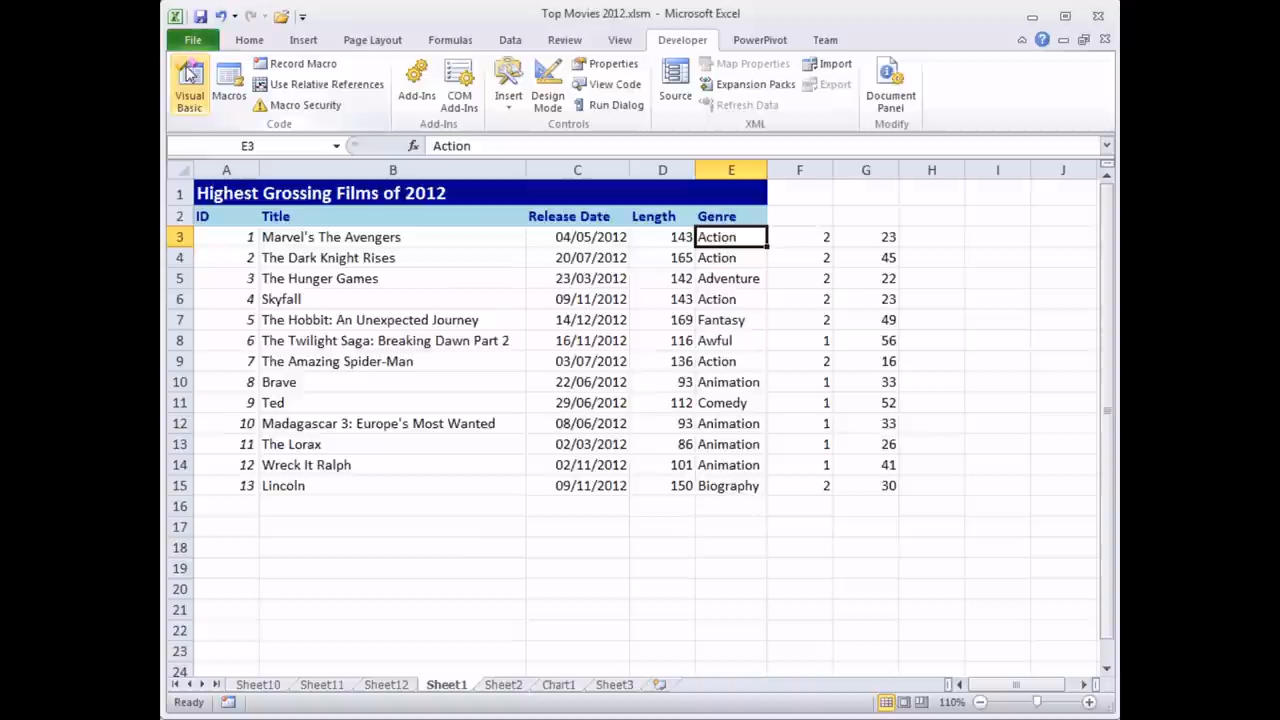 Top Movies 2012.xlsm - Microsoft Excel
File Home Insert Page Layout Formulas Data Review View Developer PowerPivot Team
Visual Basic
Macros
Record Macro
Use Relative References
Macro Security
Code
Add-Ins
COM Add-Ins
Add-Ins
Insert
Design Mode
Properties
View Code
Run Dialog
Controls
Source
Map Properties
Expansion Packs
Refresh Data
Import
Export
XML
Document Panel
Modify
E3 fx Action
A B C D E F G H I J
1 Highest Grossing Films of 2012
2 ID Title Release Date Length Genre
3 1 Marvel's The Avengers 04/05/2012 143 Action 2 23
4 2 The Dark Knight Rises 20/07/2012 165 Action 2 45
5 3 The Hunger Games 23/03/2012 142 Adventure 2 22
6 4 Skyfall 09/11/2012 143 Action 2 23
7 5 The Hobbit: An Unexpected Journey 14/12/2012 169 Fantasy 2 49
8 6 The Twilight Saga: Breaking Dawn Part 2 16/11/2012 116 Awful 1 56
9 7 The Amazing Spider-Man 03/07/2012 136 Action 2 16
10 8 Brave 22/06/2012 93 Animation 1 33
11 9 Ted 29/06/2012 112 Comedy 1 52
12 10 Madagascar 3: Europe's Most Wanted 08/06/2012 93 Animation 1 33
13 11 The Lorax 02/03/2012 86 Animation 1 26
14 12 Wreck It Ralph 02/11/2012 101 Animation 1 41
15 13 Lincoln 09/11/2012 150 Biography 2 30
16
17
18
19
20
21
22
23
24
Sheet10 Sheet11 Sheet12 Sheet1 Sheet2 Chart1 Sheet3
Ready 110%